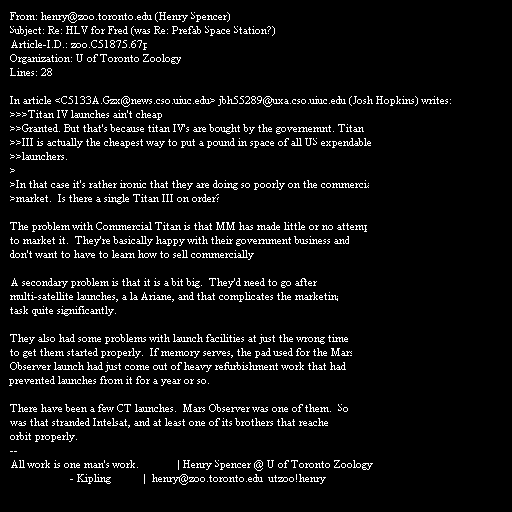 From: henry@zoo.toronto.edu (Henry Spencer)
Subject: Re: HLV for Fred (was Re: Prefab Space Station?)
Article-I.D.: zoo.C51875.67p
Organization: U of Toronto Zoology
Lines: 28

In article <C5133A.Gzx@news.cso.uiuc.edu> jbh55289@uxa.cso.uiuc.edu (Josh Hopkins) writes:
>>>Titan IV launches ain't cheap
>>Granted. But that's because titan IV's are bought by the governemnt. Titan
>>III is actually the cheapest way to put a pound in space of all US expendable
>>launchers.
>
>In that case it's rather ironic that they are doing so poorly on the commercia
>market.  Is there a single Titan III on order?

The problem with Commercial Titan is that MM has made little or no attemp
to market it.  They're basically happy with their government business and
don't want to have to learn how to sell commercially

A secondary problem is that it is a bit big.  They'd need to go after
multi-satellite launches, a la Ariane, and that complicates the marketing
task quite significantly.

They also had some problems with launch facilities at just the wrong time
to get them started properly.  If memory serves, the pad used for the Mars
Observer launch had just come out of heavy refurbishment work that had
prevented launches from it for a year or so.

There have been a few CT launches.  Mars Observer was one of them.  So
was that stranded Intelsat, and at least one of its brothers that reache
orbit properly.
--
All work is one man's work.             | Henry Spencer @ U of Toronto Zoology
                    - Kipling           |  henry@zoo.toronto.edu  utzoo!henry